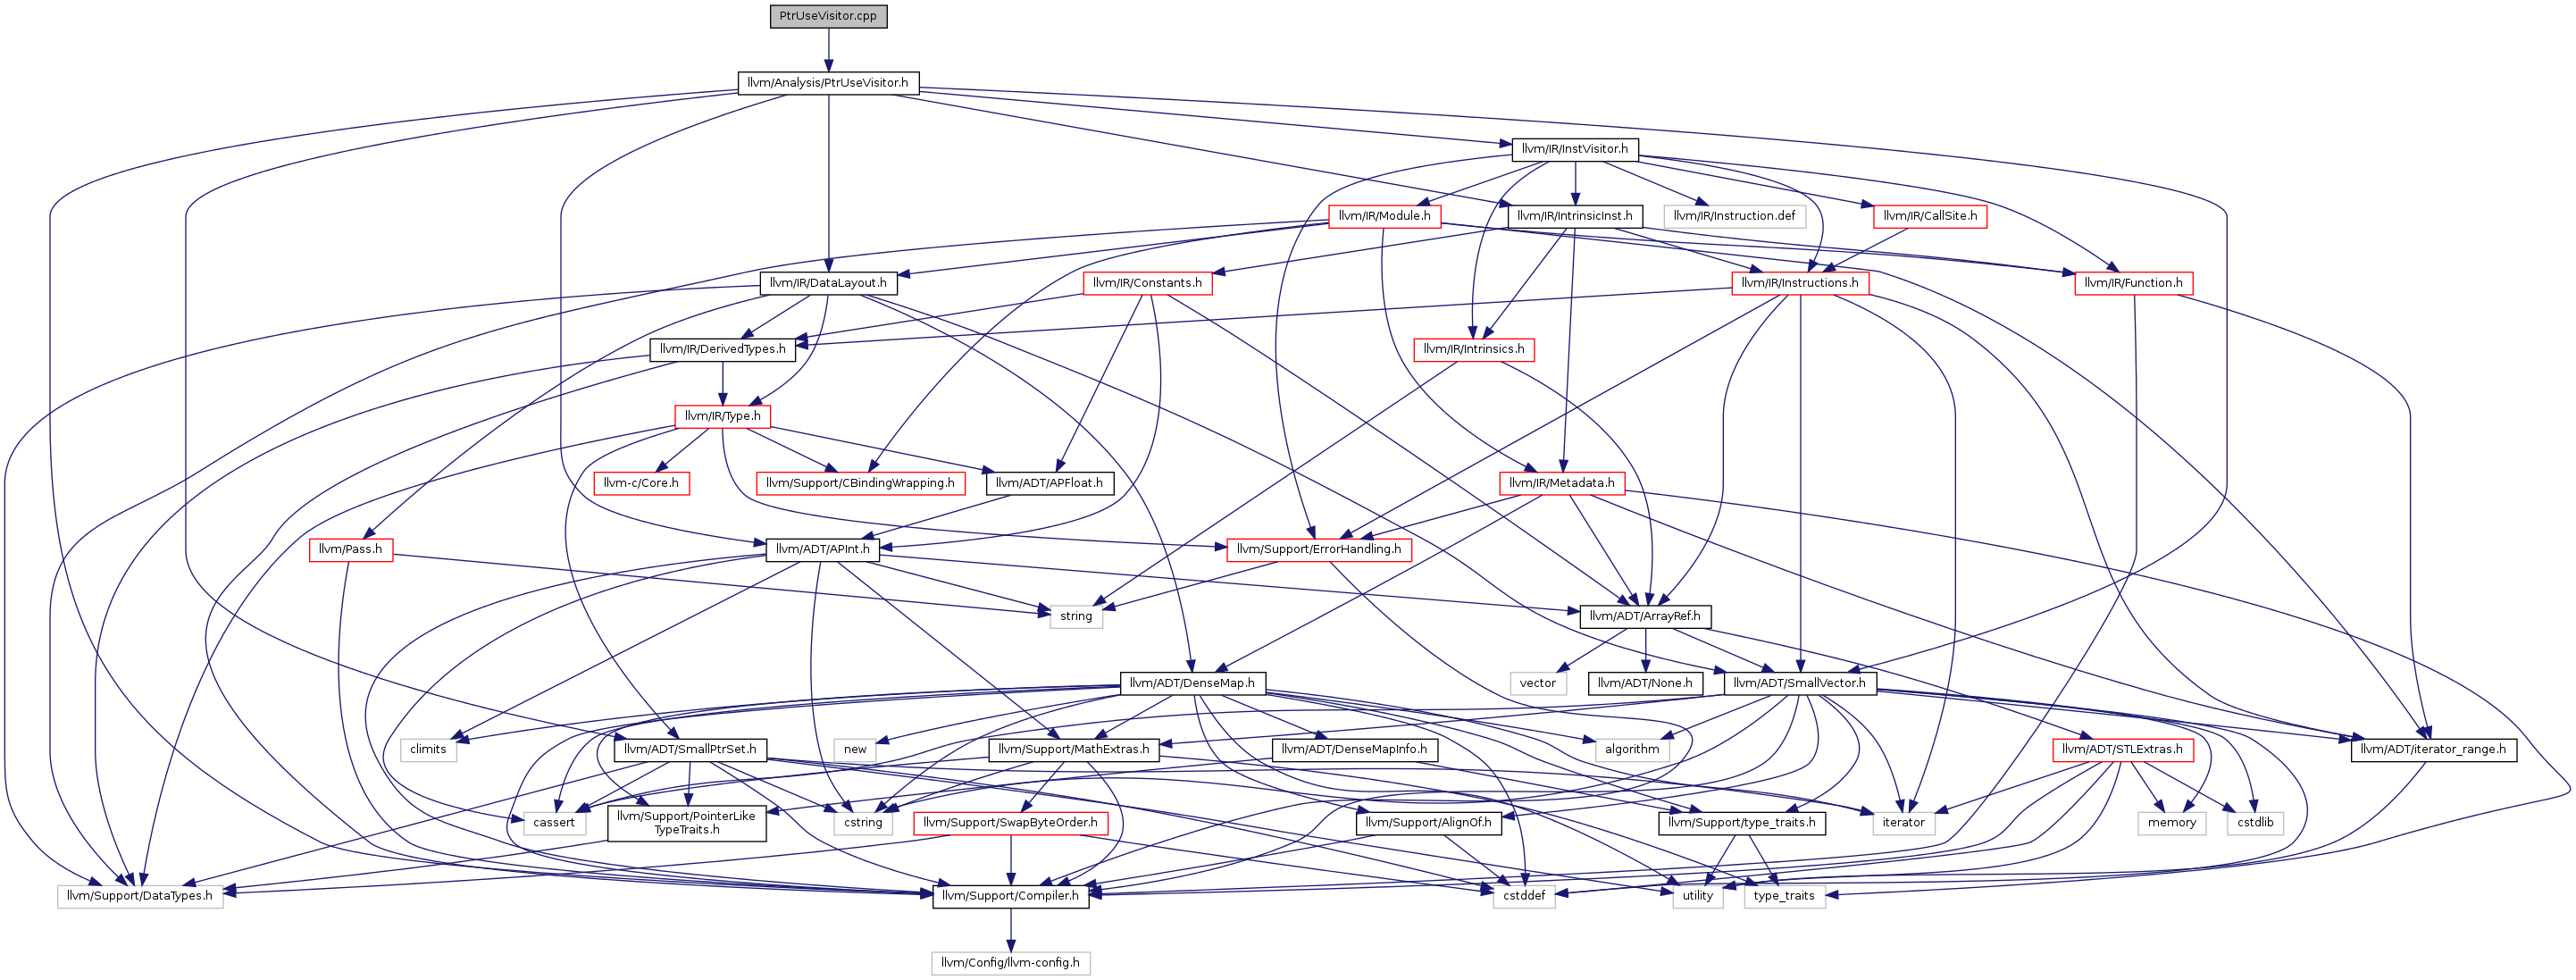 PtrUseVisitor.cpp
llvm/Analysis/PtrUseVisitor.h
llvm/IR/InstVisitor.h
llvm/IR/Module.h
llvm/IR/IntrinsicInst.h
llvm/IR/Instruction.def
llvm/IR/CallSite.h
llvm/IR/DataLayout.h
llvm/IR/Constants.h
llvm/IR/Instructions.h
llvm/IR/Function.h
llvm/IR/DerivedTypes.h
llvm/IR/Intrinsics.h
llvm/IR/Type.h
llvm-c/Core.h
llvm/Support/CBindingWrapping.h
llvm/ADT/APFloat.h
llvm/IR/Metadata.h
llvm/Pass.h
llvm/ADT/APInt.h
llvm/Support/ErrorHandling.h
string
llvm/ADT/ArrayRef.h
llvm/ADT/DenseMap.h
vector
llvm/ADT/None.h
llvm/ADT/SmallVector.h
climits
llvm/ADT/SmallPtrSet.h
new
llvm/Support/MathExtras.h
llvm/ADT/DenseMapInfo.h
algorithm
llvm/ADT/STLExtras.h
llvm/ADT/iterator_range.h
cassert
llvm/Support/PointerLike
TypeTraits.h
cstring
llvm/Support/SwapByteOrder.h
llvm/Support/AlignOf.h
llvm/Support/type_traits.h
iterator
memory
cstdlib
llvm/Support/DataTypes.h
llvm/Support/Compiler.h
cstddef
utility
type_traits
llvm/Config/llvm-config.h